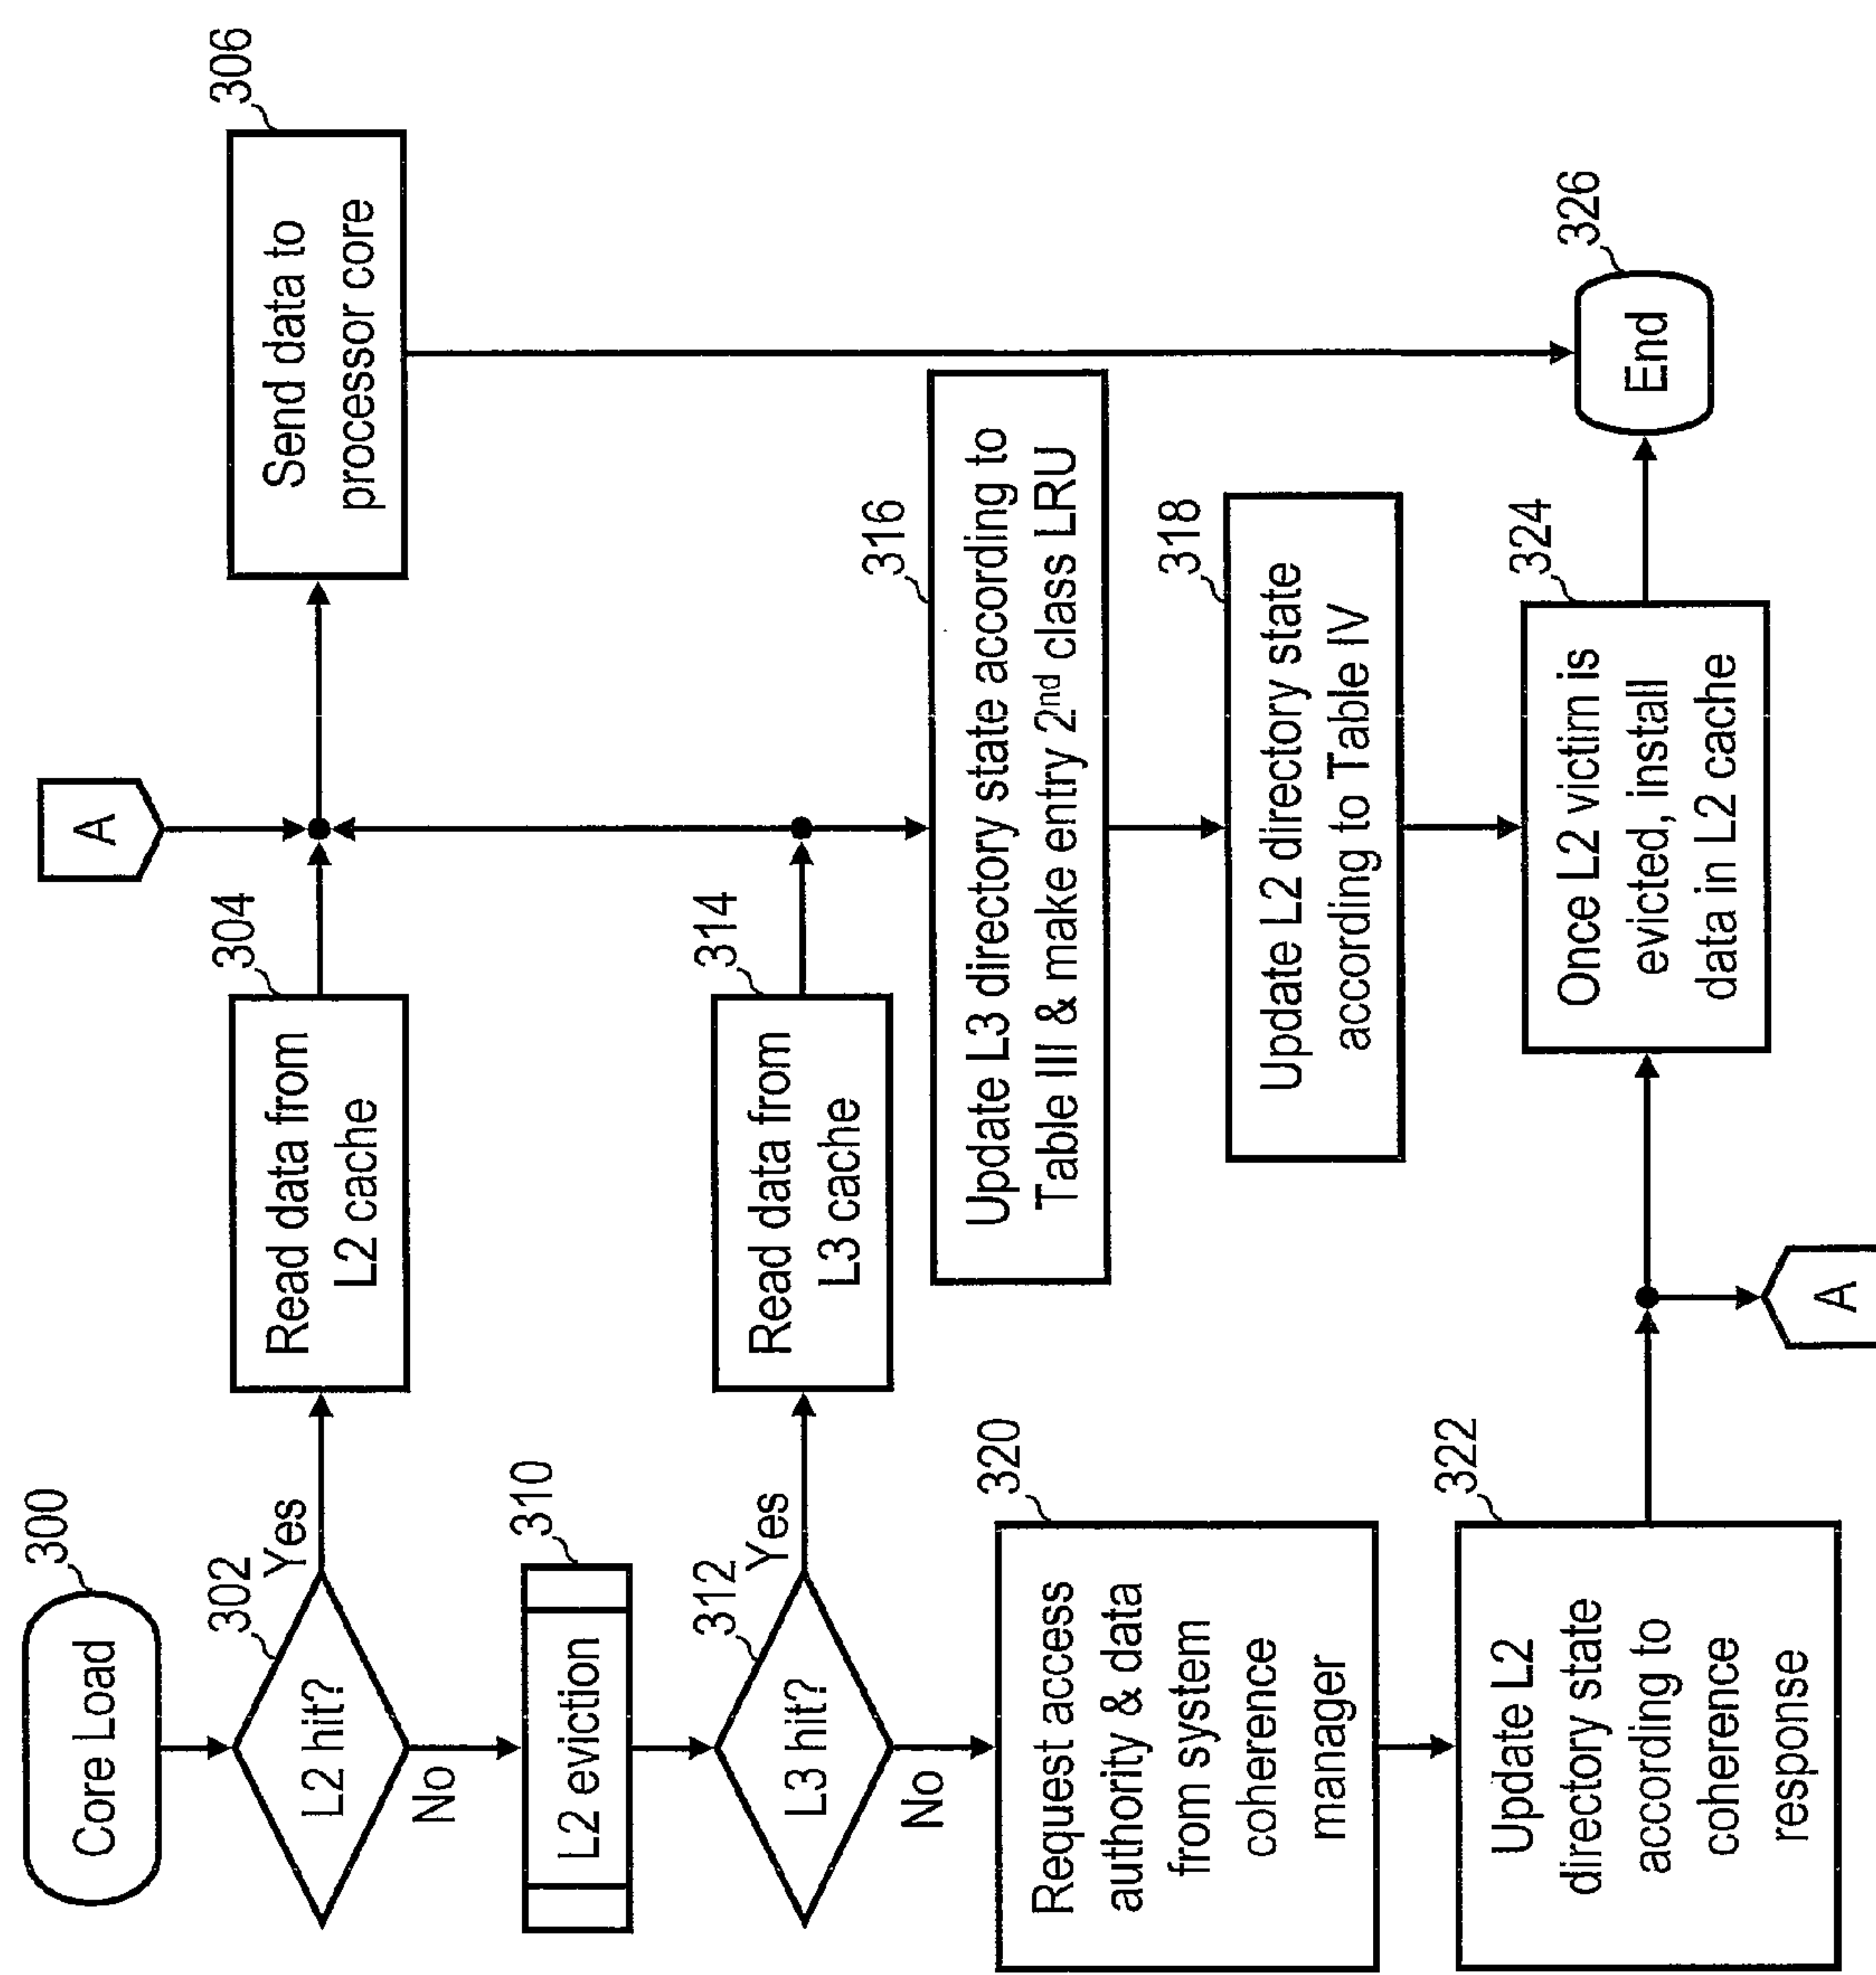 300
Core Load
302
L2 hit?
Yes
No
304
Read data from
L2 cache
A
306
Send data to
processor core
310
L2 eviction
312
L3 hit?
Yes
No
314
Read data from
L3 cache
316
Update L3 directory state according to
Table III & make entry 2nd class LRU
318
Update L2 directory state
according to Table IV
320
Request access
authority & data
from system
coherence
manager
322
Update L2
directory state
according to
coherence
response
A
324
Once L2 victim is
evicted, install
data in L2 cache
326
End